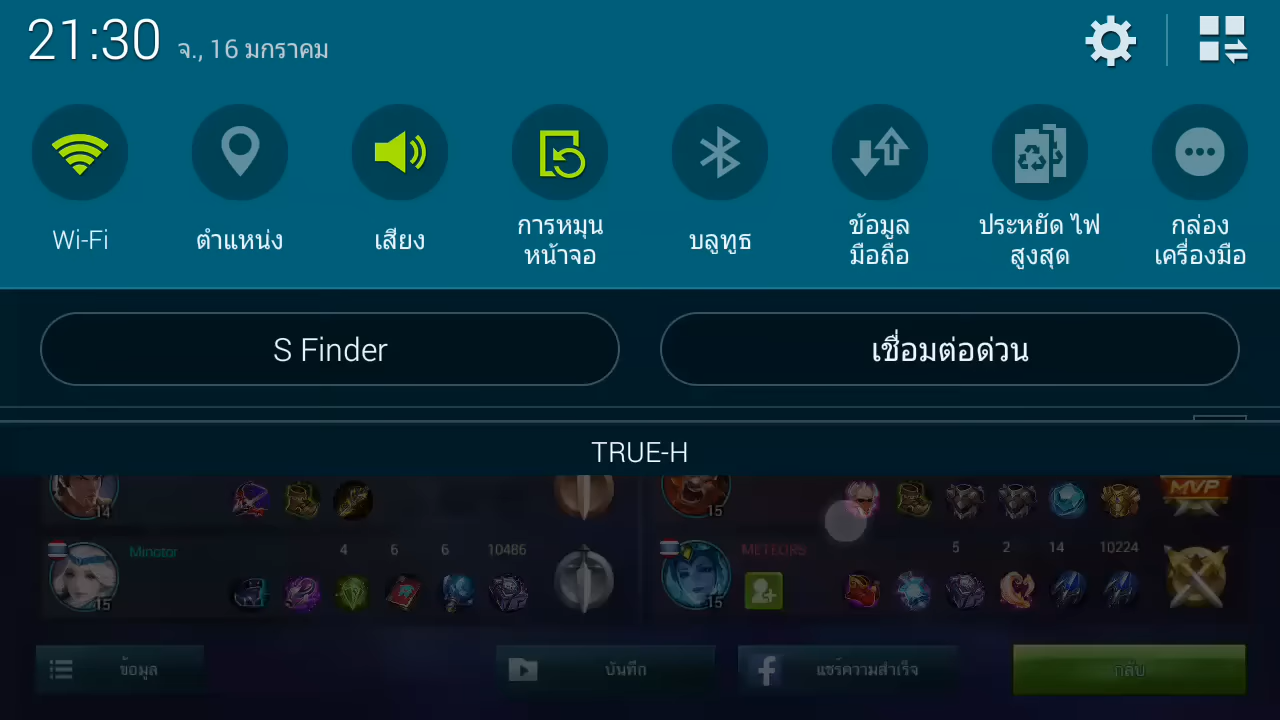 21:30 จ., 16 มกราคม
Wi-Fi
ตำแหน่ง
เสียง
การหมุน
หน้าจอ
บลูทูธ
ข้อมูล
มือถือ
ประหยัด ไฟ
สูงสุด
กล่อง
เครื่องมือ
S Finder
เชื่อมต่อด่วน
TRUE-H
14
15
MVP
Minotar 4 6 6 10486
15
METEORS 5 2 14 10224
15
ข้อมูล
บันทึก
แชร์ความสำเร็จ
กลับ